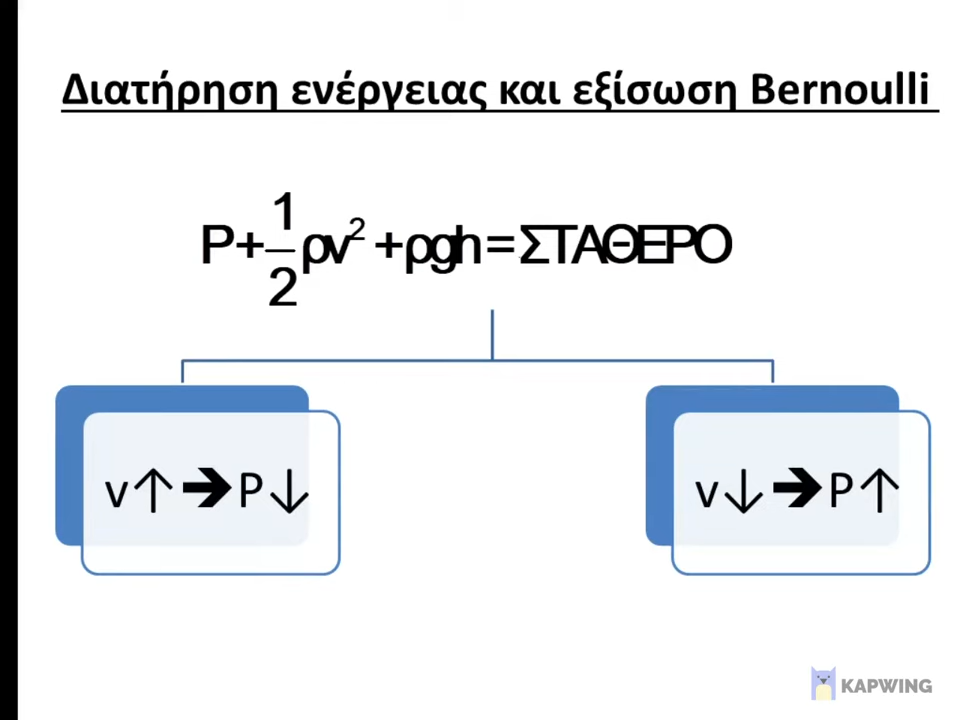 Διατήρηση ενέργειας και εξίσωση Bernoulli
P+1/2ρv²+ρgh=ΣΤΑΘΕΡΟ
v↑➔P↓
v↓➔P↑
KAPWING